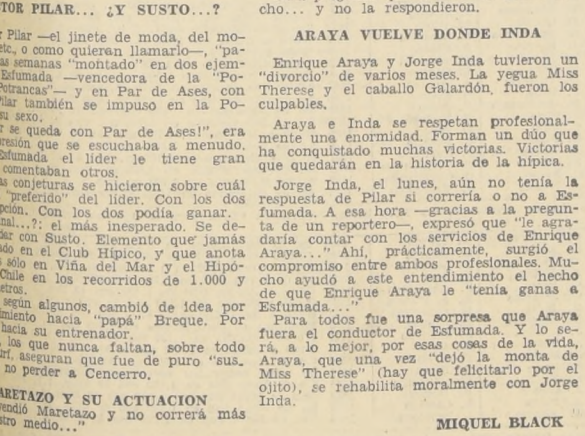 TOR PILAR... ¿Y SUSTO...?
Pilar —el jinete de moda, del mo-
etc., o como quieran llamarlo—, "pa-
as semanas "montado" en dos ejem-
Esfumada —vencedora de la "Po-
Potrancas"— y en Par de Ases, con
Pilar también se impuso en la Po-
su sexo.
se queda con Par de Ases!", era
resión que se escuchaba a menudo.
Esfumada el líder le tiene gran
comentaban otros.
as conjeturas se hicieron sobre cuál
"preferido" del líder. Con los dos
pción. Con los dos podía ganar.
nal...?: el más inesperado. Se de-
der con Susto. Elemento que jamás
ado en el Club Hípico, y que anota
s sólo en Viña del Mar y el Hipó-
Chile en los recorridos de 1.000 y
etros.
según algunos, cambió de idea por
imiento hacia "papá" Breque. Por
hacia su entrenador.
los que nunca faltan, sobre todo
aseguran que fue de puro "sus.
no perder a Cencerro.
ARETAZO Y SU ACTUACION
vendió Maretazo y no correrá más
stro medio..."
cho... y no la respondieron.
ARAYA VUELVE DONDE INDA
Enrique Araya y Jorge Inda tuvieron un
"divorcio" de varios meses. La yegua Miss
Therese y el caballo Galardón, fueron los
culpables.
Araya e Inda se respetan profesional-
mente una enormidad. Forman un dúo que
ha conquistado muchas victorias. Victorias
que quedarán en la historia de la hípica.
Jorge Inda, el lunes, aún no tenía la
respuesta de Pilar si correría o no a Es-
fumada. A esa hora —gracias a la pregun-
ta de un reportero—, expresó que "le agra-
daría contar con los servicios de Enrique
Araya..." Ahí, prácticamente, surgió el
compromiso entre ambos profesionales. Mu-
cho ayudó a este entendimiento el hecho
de que Enrique Araya le "tenía ganas a
Esfumada..."
Para todos fue una sorpresa que Araya
fuera el conductor de Esfumada. Y lo se-
rá, a lo mejor, por esas cosas de la vida,
Araya, que una vez "dejó la monta de
Miss Therese" (hay que felicitarlo por el
ojito), se rehabilita moralmente con Jorge
Inda.
MIQUEL BLACK